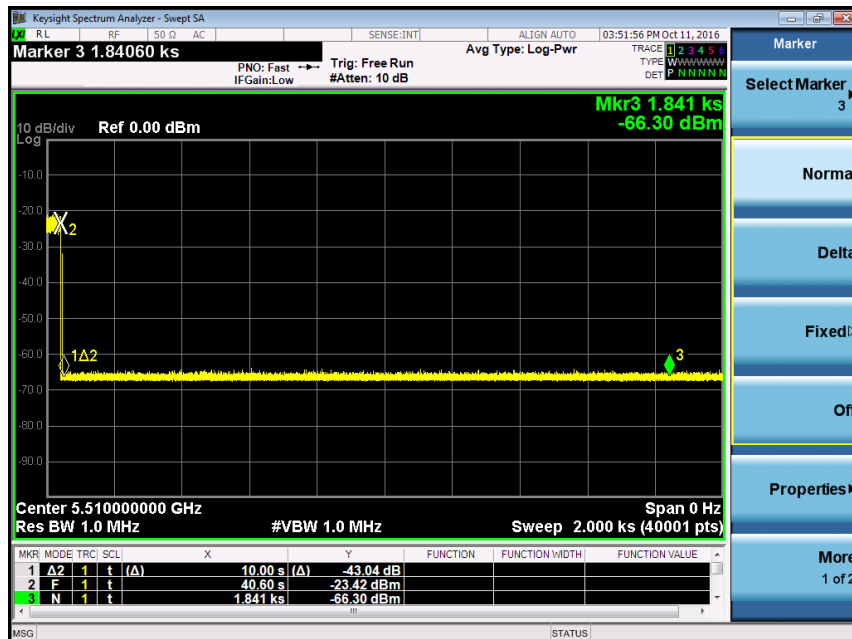 Keysight Spectrum Analyzer - Swept SA
LXI RL RF 50 Ω AC SENSE:INT ALIGN AUTO 03:51:56 PM Oct 11, 2016
Marker 3 1.84060 ks
PNO: Fast
IFGain:Low
Trig: Free Run
#Atten: 10 dB
Avg Type: Log-Pwr
TRACE 1 2 3 4 5 6
TYPE W
DET P N N N N N
Mkr3 1.841 ks
-66.30 dBm
10 dB/div Ref 0.00 dBm
Log
-10.0
-20.0
-30.0
-40.0
-50.0
-60.0
-70.0
-80.0
-90.0
2
1Δ2
3
Center 5.510000000 GHz Span 0 Hz
Res BW 1.0 MHz #VBW 1.0 MHz Sweep 2.000 ks (40001 pts)
MKR MODE TRC SCL X Y FUNCTION FUNCTION WIDTH FUNCTION VALUE
1 Δ2 1 t (Δ) 10.00 s (Δ) -43.04 dB
2 F 1 t 40.60 s -23.42 dBm
3 N 1 t 1.841 ks -66.30 dBm
MSG STATUS
Marker
Select Marker
3
Norma
Delta
Fixed
Of
Properties
More
1 of 2